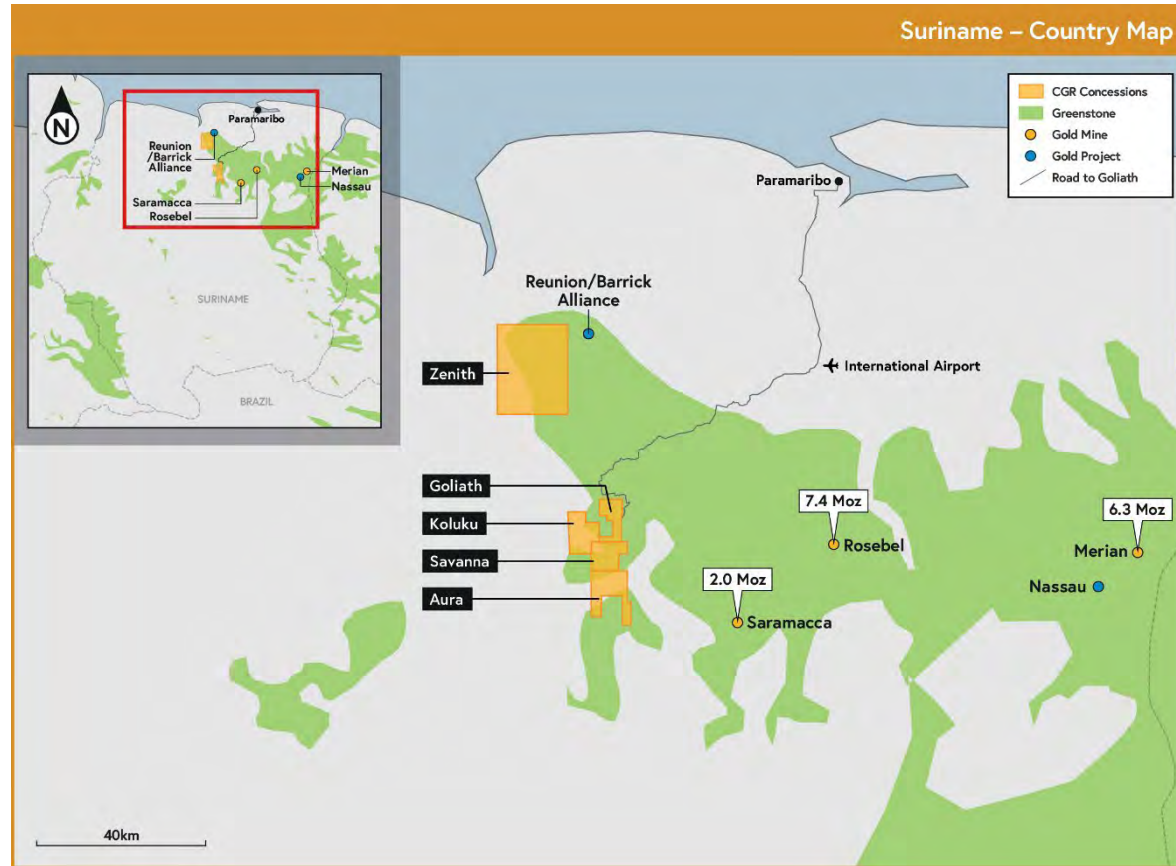 Suriname – Country Map
N
Paramaribo
Reunion
/Barrick
Alliance
Merian
Nassau
Saramacca
Rosebel
SURINAME
BRAZIL
CGR Concessions
Greenstone
Gold Mine
Gold Project
Road to Goliath
Paramaribo
Reunion/Barrick
Alliance
International Airport
Zenith
Goliath
Koluku
Savanna
Aura
7.4 Moz
Rosebel
6.3 Moz
Merian
Nassau
2.0 Moz
Saramacca
40km